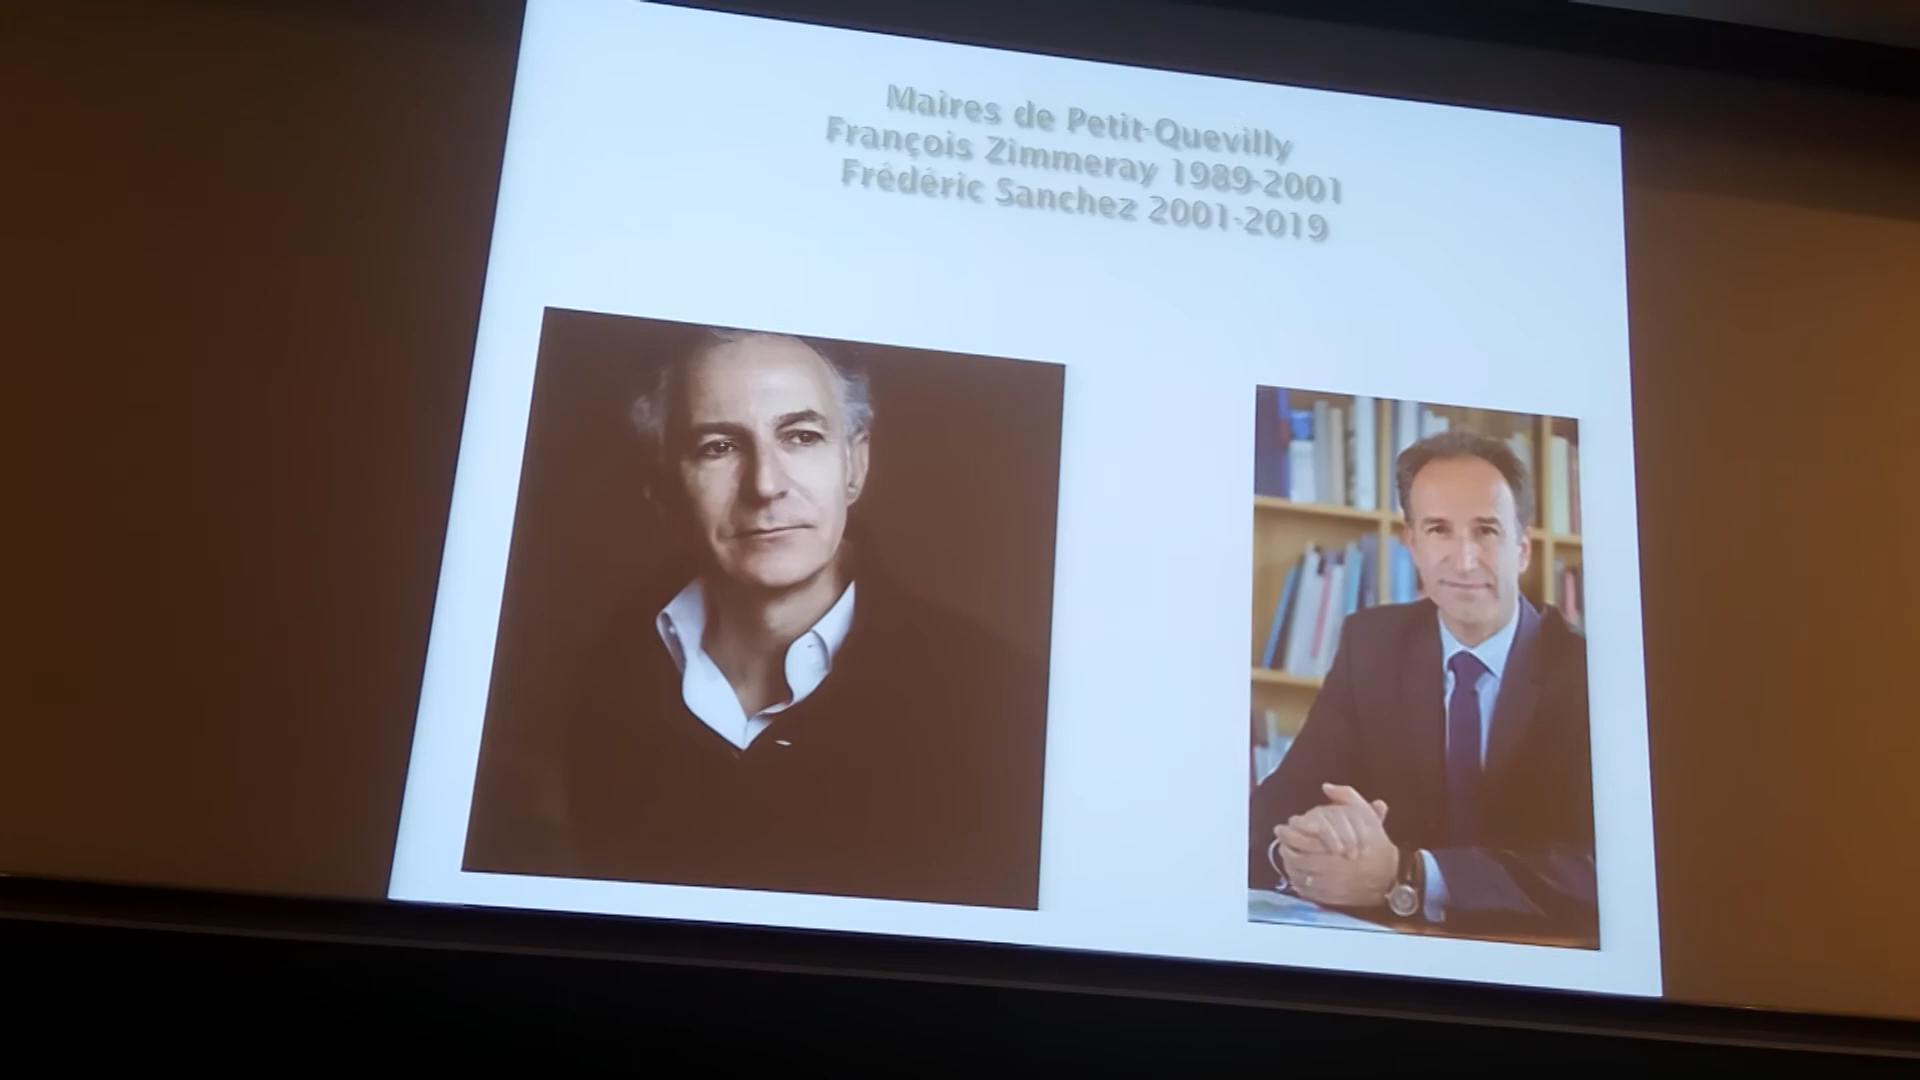 Maires de Petit-Quevilly
François Zimmeray 1989-2001
Frédéric Sanchez 2001-2019